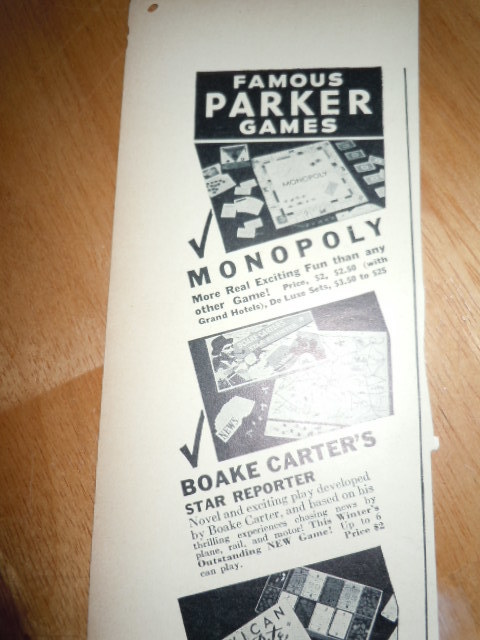 FAMOUS
PARKER
GAMES
MONOPOLY
MONOPOLY
More Real Exciting Fun than any
other Game! Price, $2, $2.50 (with
Grand Hotels), De Luxe Sets, $3.50 to $25
NEWS
BOAKE CARTER'S
STAR REPORTER
Novel and exciting play developed
by Boake Carter, and based on his
thrilling experiences chasing news by
plane, rail, and motor! This Winter's
Outstanding NEW Game! Up to 6
can play. Price $2